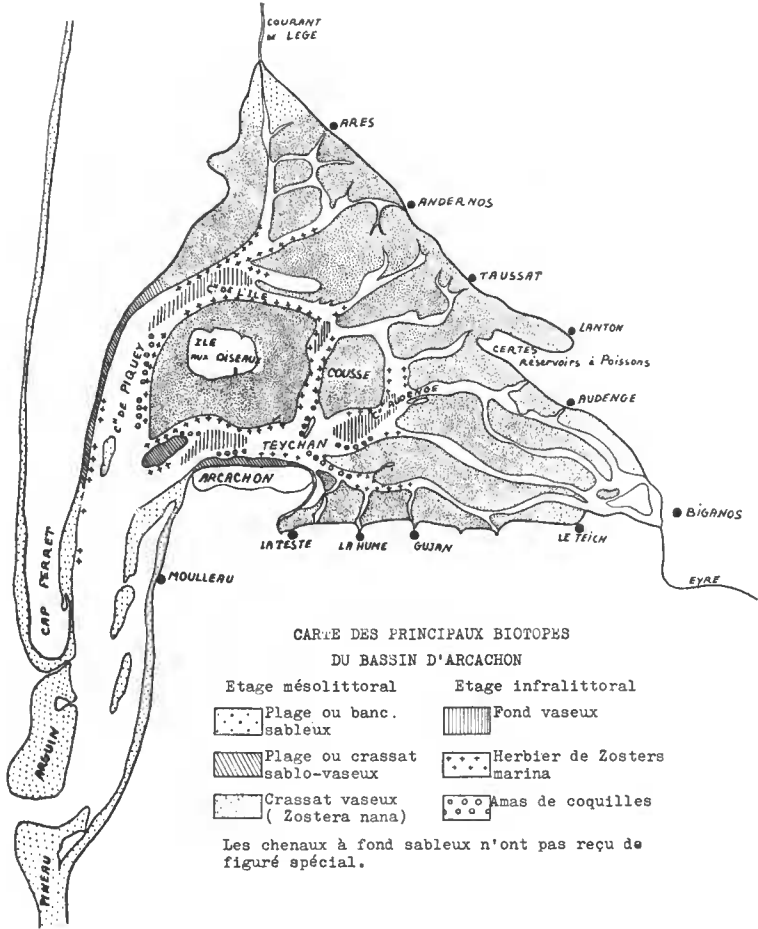 COURANT
DE LEGE
ARES
ANDERNOS
TAUSSAT
LANTON
CERTES
Réservoirs à Poissons
AUDENGE
BIGANOS
EYRE
LE TEICH
GUJAN
LA HUME
LA TESTE
ARCACHON
MOULLEAU
TEYCHAN
COUSSE
Cal AUDENGE
Cal DE L'ILE
ILE
AUX OISEAUX
Cal DE PIQUEY
CAP FERRET
ARGUIN
PINEAU
CARTE DES PRINCIPAUX BIOTOPES
DU BASSIN D'ARCACHON
Etage mésolittoral
Plage ou banc.
sableux
Plage ou crassat
sablo-vaseux
Crassat vaseux
( Zostera nana)
Etage infralittoral
Fond vaseux
Herbier de Zosters
marina
Amas de coquilles
Les chenaux à fond sableux n'ont pas reçu de
figuré spécial.